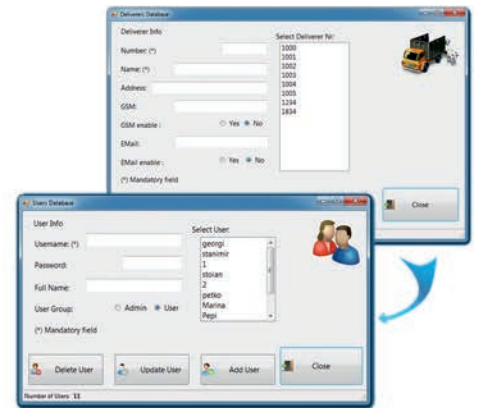 Deliverers Database
Deliverer Info
Number: (*)
Name: (*)
Address:
GSM:
GSM enable : Yes No
EMail:
EMail enable : Yes No
(*) Mandatory field
Select Deliverer Nr:
1000
1001
1002
1003
1004
1005
1234
1834
Close
Users Database
User Info
Username: (*)
Password:
Full Name:
User Group: Admin User
(*) Mandatory field
Select User:
georgi
stanimir
1
stoian
2
petko
Marina
Pepi
Delete User
Update User
Add User
Close
Number of Users 11